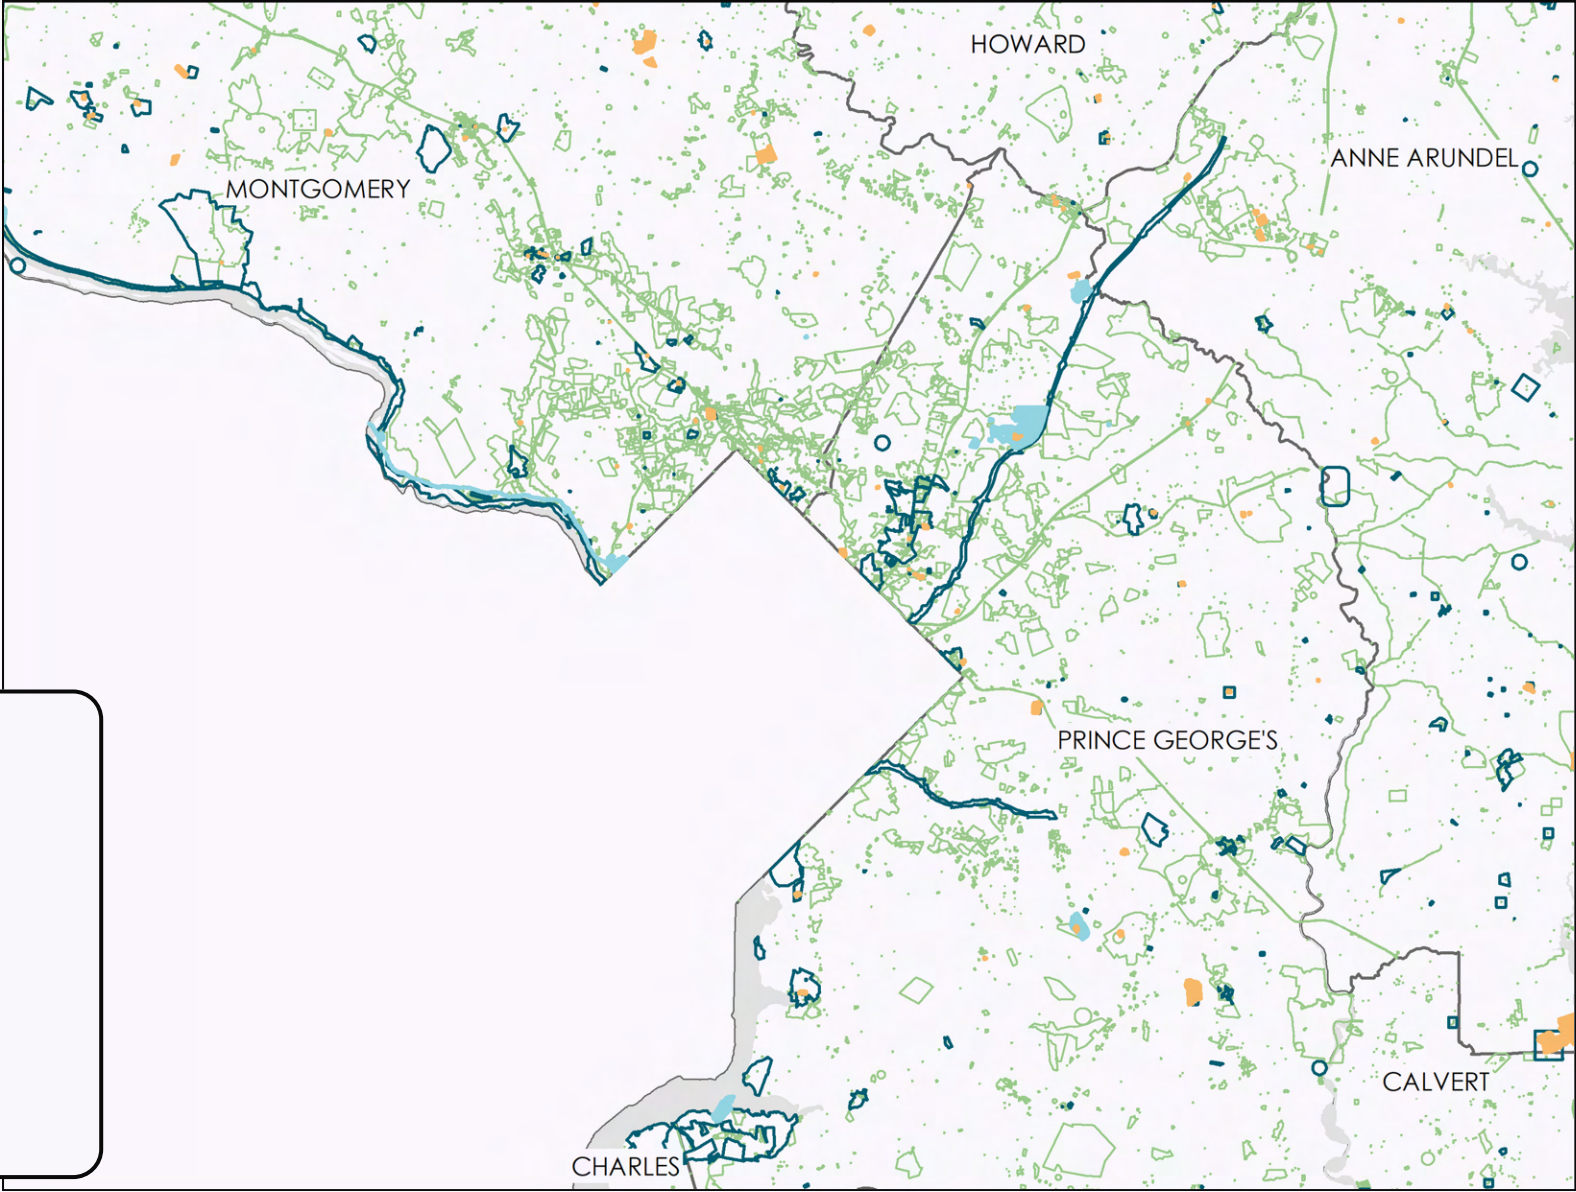 HOWARD
ANNE ARUNDEL
MONTGOMERY
PRINCE GEORGE'S
CALVERT
CHARLES